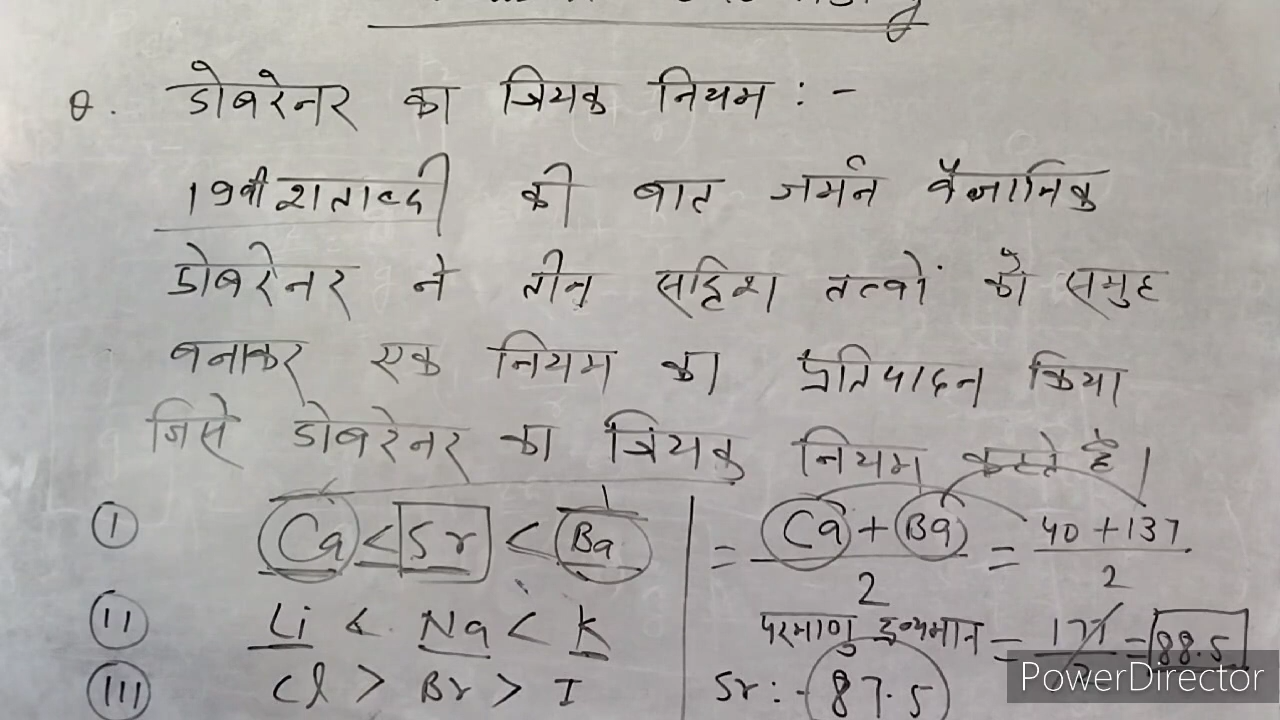 Q. डोबरेनर का त्रियक नियम : -
19वी शताब्दी की बात जर्मन वैज्ञानिक
डोबरेनर ने तीन सद्दिश तत्वों को समुह
बनाकर एक नियम का प्रतिपादन किया
जिसे डोबरेनर का त्रियक नियम कहते है।
(I) Ca < Sr < Ba = Ca + Ba / 2 = 40 + 137 / 2
(II) Li < Na < K परमाणु द्रव्यमान = 177 / 2 = 88.5
(III) Cl > Br > I Sr : - 87.5
PowerDirector